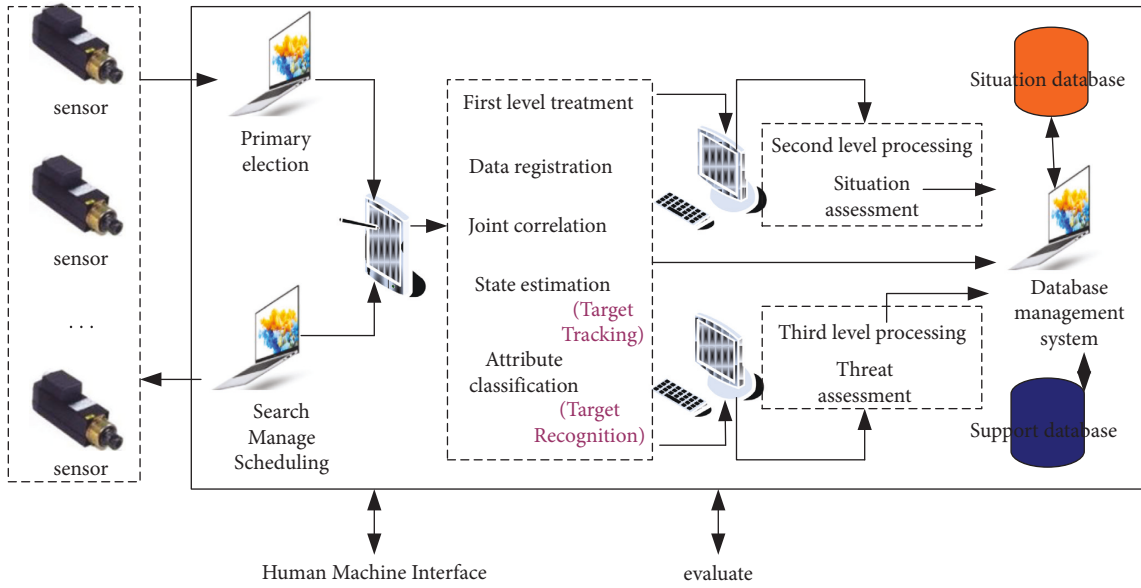 sensor
sensor
. . .
sensor
Primary
election
Search
Manage
Scheduling
First level treatment
Data registration
Joint correlation
State estimation
(Target
Tracking)
Attribute
classification
(Target
Recognition)
Second level processing
Situation
assessment
Third level processing
Threat
assessment
Situation database
Database
management
system
Support database
Human Machine Interface
evaluate